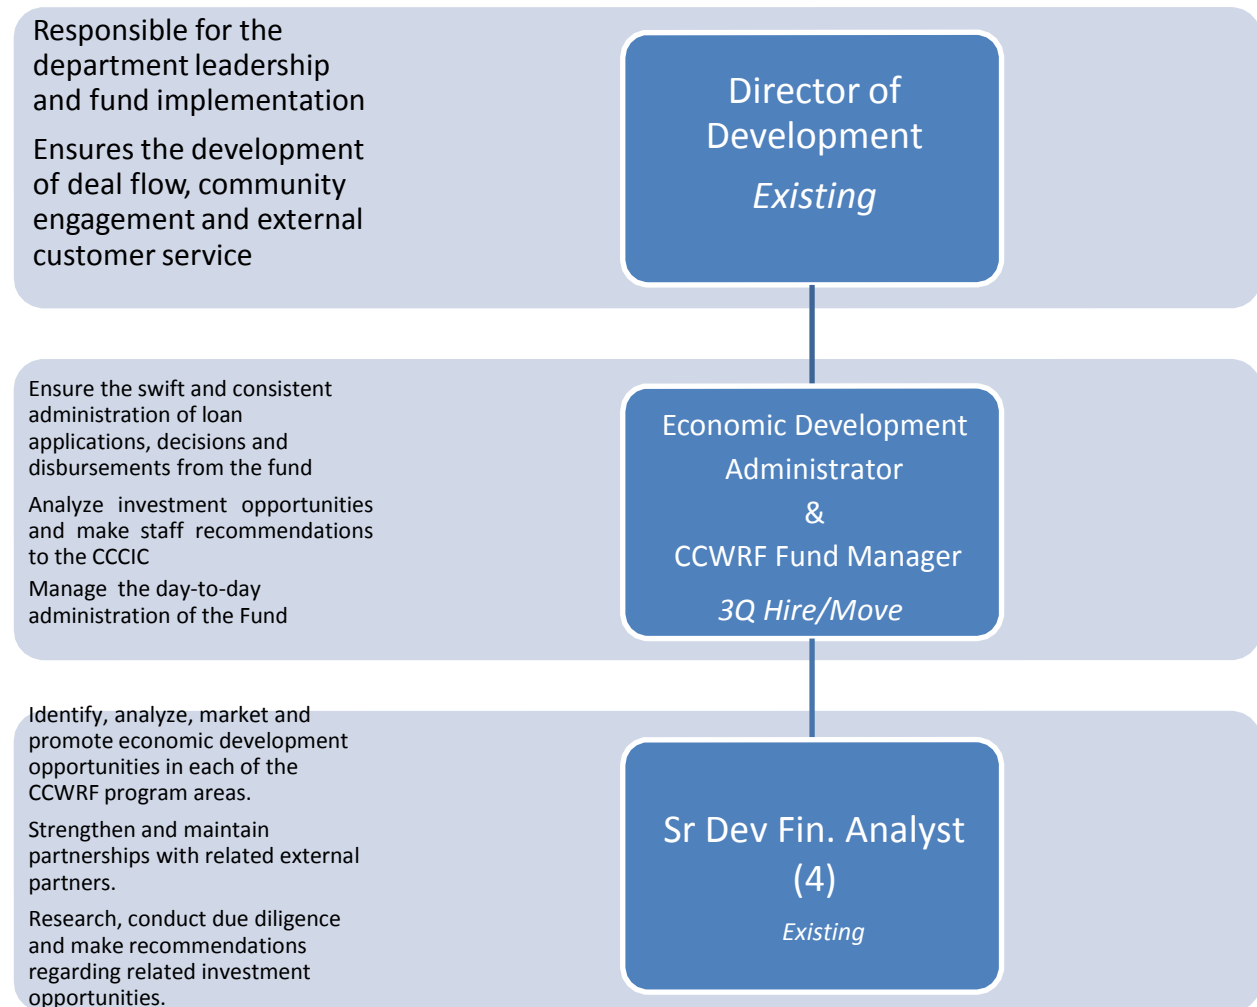 Responsible for the
department leadership
and fund implementation
Ensures the development
of deal flow, community
engagement and external
customer service
Director of
Development
Existing
Ensure the swift and consistent
administration of loan
applications, decisions and
disbursements from the fund
Analyze investment opportunities
and make staff recommendations
to the CCCIC
Manage the day-to-day
administration of the Fund
Economic Development
Administrator
&
CCWRF Fund Manager
3Q Hire/Move
Identify, analyze, market and
promote economic development
opportunities in each of the
CCWRF program areas.
Strengthen and maintain
partnerships with related external
partners.
Research, conduct due diligence
and make recommendations
regarding related investment
opportunities.
Sr Dev Fin. Analyst
(4)
Existing